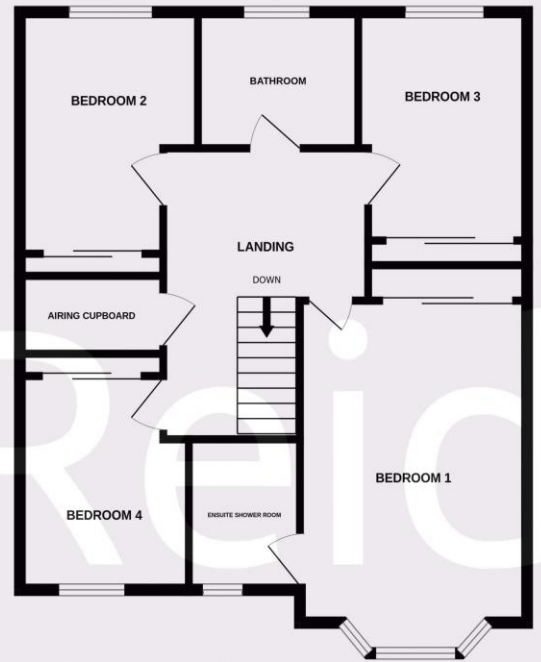 BEDROOM 2
BATHROOM
BEDROOM 3
LANDING
DOWN
AIRING CUPBOARD
BEDROOM 1
BEDROOM 4
ENSUITE SHOWER ROOM
Reid